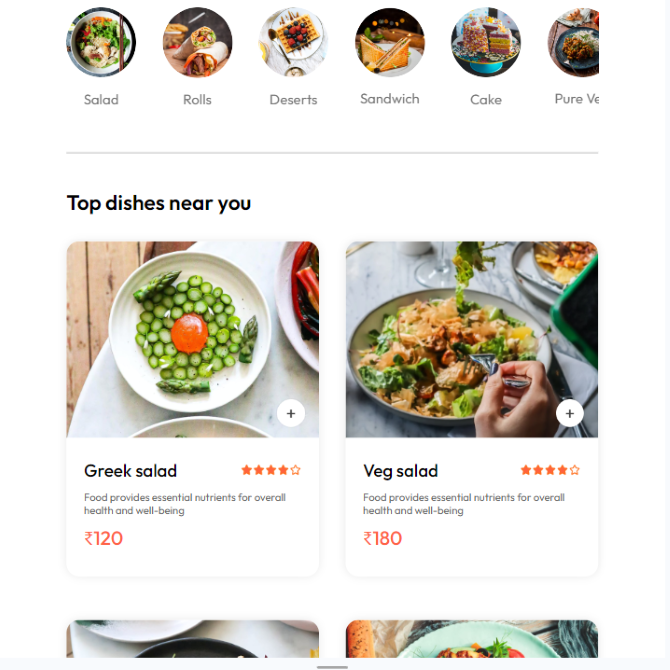 Salad Rolls Deserts Sandwich Cake Pure Ve
Top dishes near you
Greek salad
Food provides essential nutrients for overall
health and well-being
₹120
Veg salad
Food provides essential nutrients for overall
health and well-being
₹180